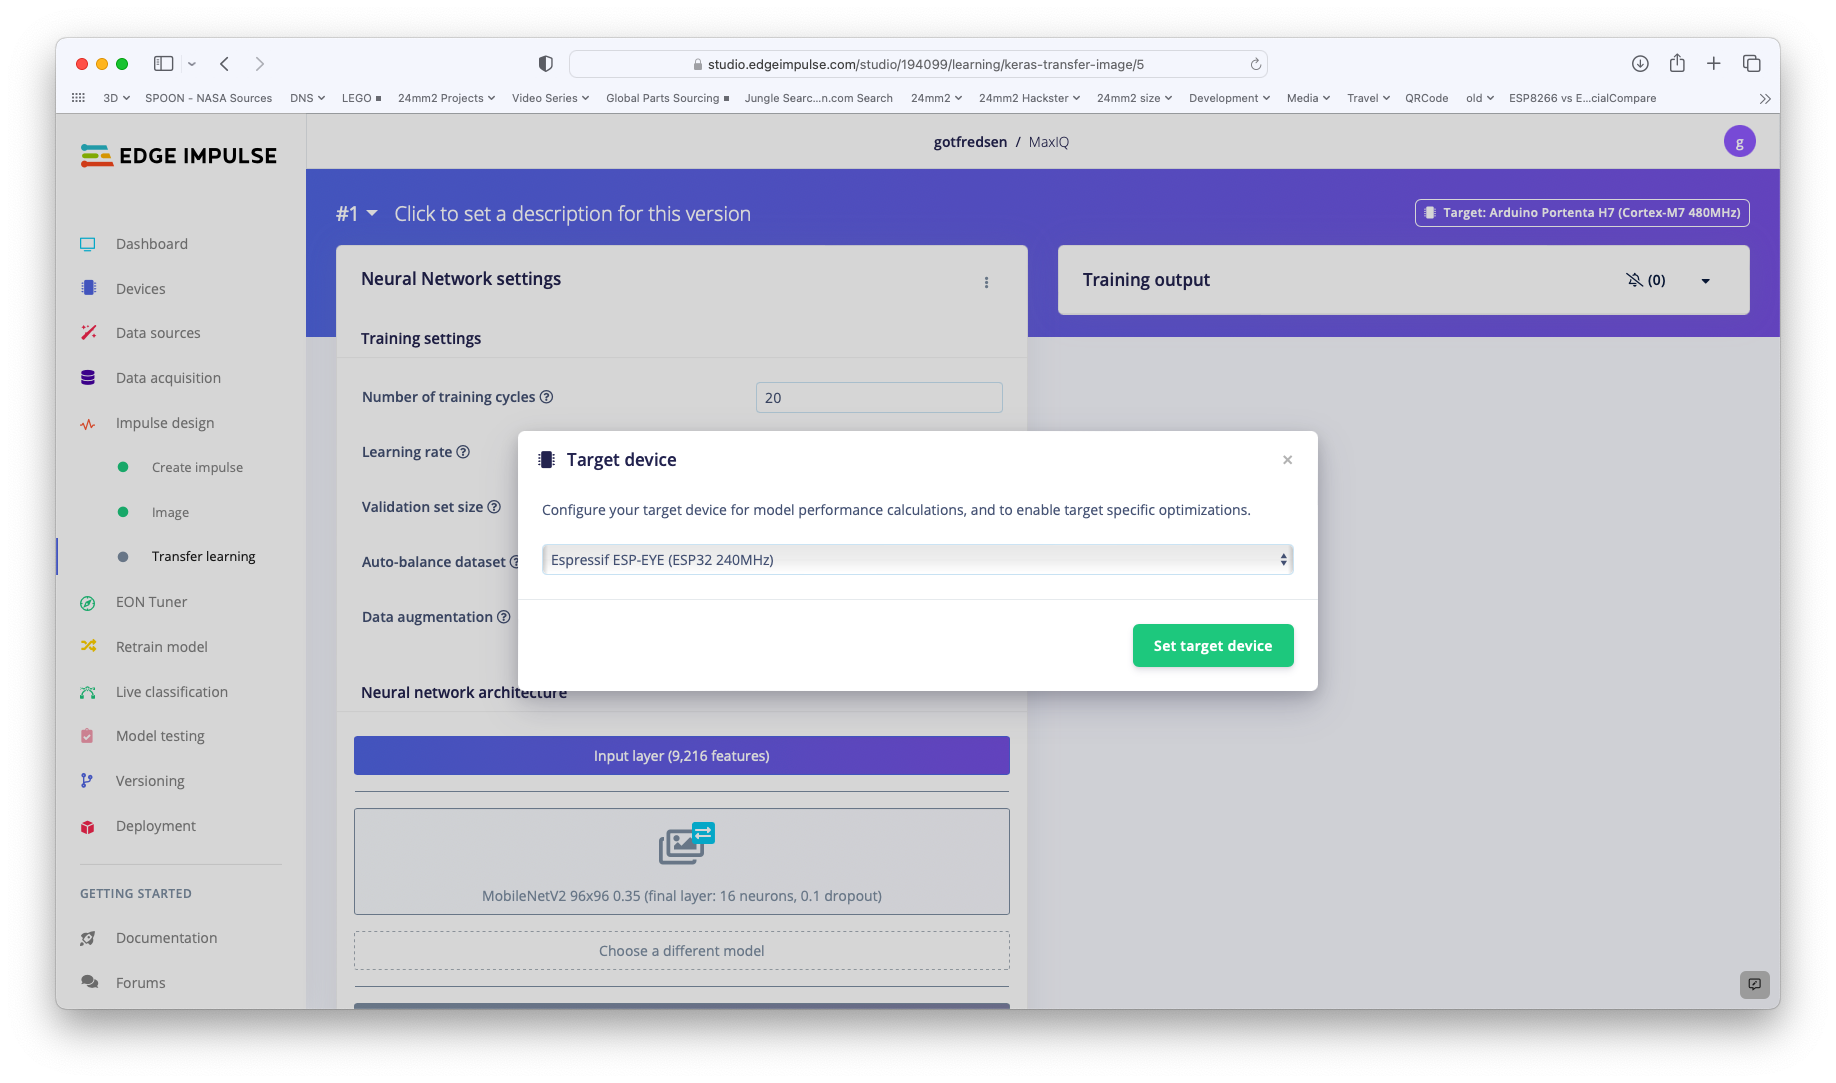 studio.edgeimpulse.com/studio/194099/learning/keras-transfer-image/5
3D SPOON - NASA Sources DNS LEGO 24mm2 Projects Video Series Global Parts Sourcing Jungle Searc...n.com Search 24mm2 24mm2 Hackster 24mm2 size Development Media Travel QRCode old ESP8266 vs E...cialCompare
EDGE IMPULSE
gotfredsen / MaxIQ
g
#1 Click to set a description for this version
Target: Arduino Portenta H7 (Cortex-M7 480MHz)
Dashboard
Devices
Data sources
Data acquisition
Impulse design
Create impulse
Image
Transfer learning
EON Tuner
Retrain model
Live classification
Model testing
Versioning
Deployment
GETTING STARTED
Documentation
Forums
Neural Network settings
Training settings
Number of training cycles ?
20
Learning rate ?
Validation set size ?
Auto-balance dataset ?
Data augmentation ?
Neural network architecture
Input layer (9,216 features)
MobileNetV2 96x96 0.35 (final layer: 16 neurons, 0.1 dropout)
Choose a different model
Training output
(0)
Target device
×
Configure your target device for model performance calculations, and to enable target specific optimizations.
Espressif ESP-EYE (ESP32 240MHz)
Set target device